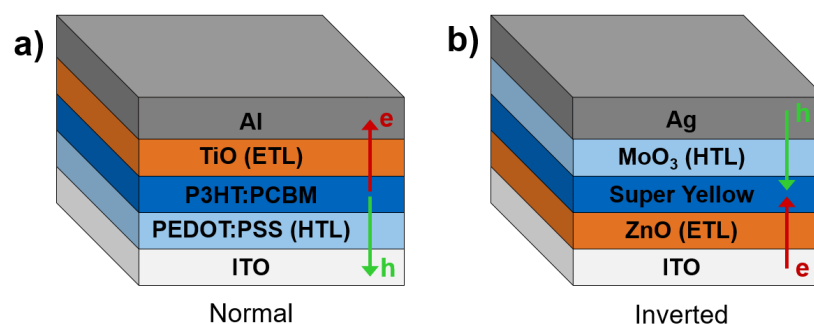 a)
Al
e
TiO (ETL)
P3HT:PCBM
PEDOT:PSS (HTL)
ITO
h
Normal
b)
h
Ag
MoO₃ (HTL)
Super Yellow
ZnO (ETL)
ITO
e
Inverted